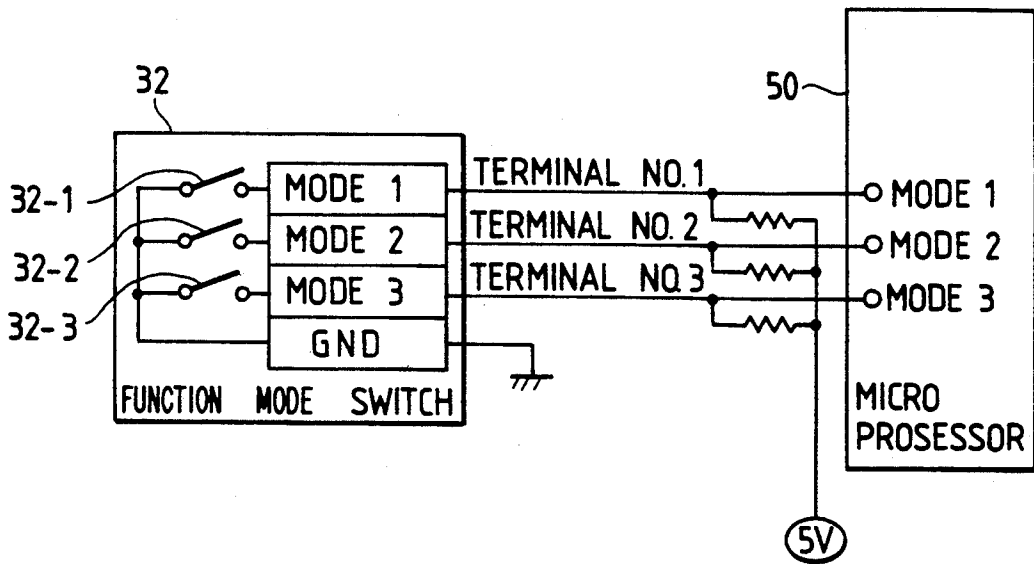 32
50
32-1
MODE 1
TERMINAL NO.1
MODE 1
32-2
MODE 2
TERMINAL NO. 2
MODE 2
32-3
MODE 3
TERMINAL NO.3
MODE 3
GND
FUNCTION MODE SWITCH
MICRO
PROSESSOR
5V